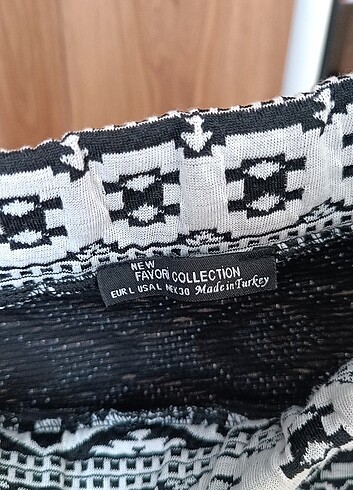 NEW
FAVORI COLLECTION
EUR L USA L MEX 30 Made in Turkey